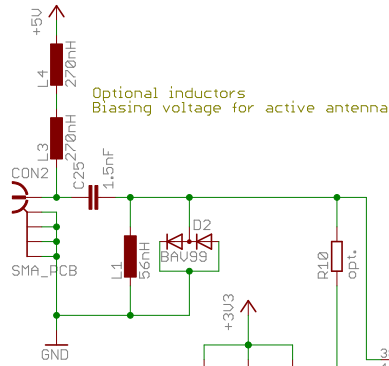 +5V
L4
270nH
Optional inductors
Biasing voltage for active antenna
L3
270nH
CON2
C25
1.5nF
D2
BAV99
L1
56nH
R10
opt.
SMA_PCB
+3V3
GND
3